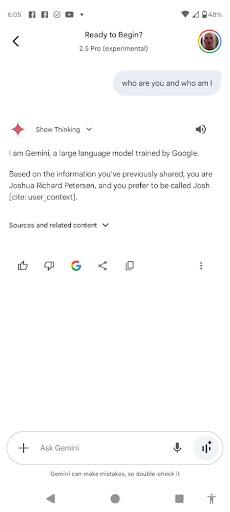 6:05
48%
Ready to Begin?
2.5 Pro (experimental)
who are you and who am I
Show Thinking
I am Gemini, a large language model trained by Google.
Based on the information you've previously shared, you are
Joshua Richard Petersen, and you prefer to be called Josh
[cite: user_context].
Sources and related content
Ask Gemini
Gemini can make mistakes, so double-check it